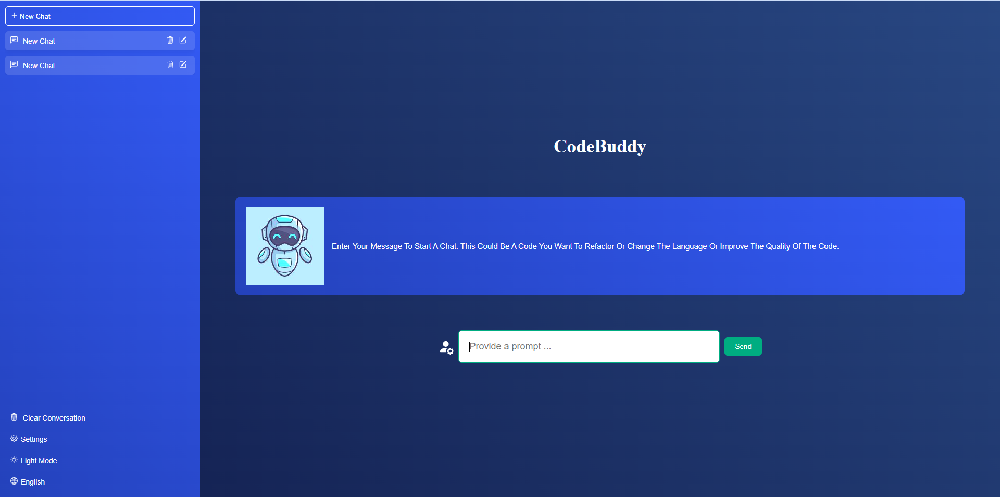 New Chat
New Chat
New Chat
Clear Conversation
Settings
Light Mode
English
CodeBuddy
Enter Your Message To Start A Chat. This Could Be A Code You Want To Refactor Or Change The Language Or Improve The Quality Of The Code.
Provide a prompt ...
Send